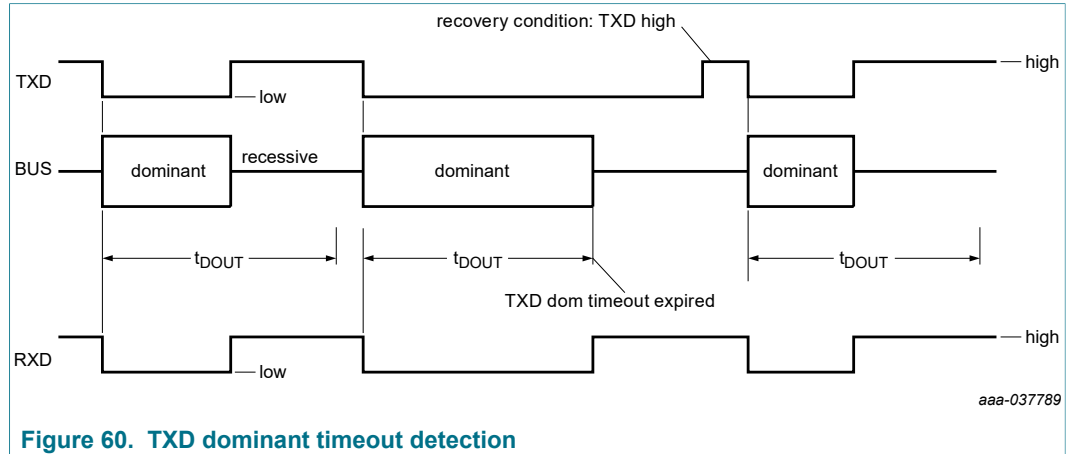 recovery condition: TXD high
TXD
high
low
BUS
dominant
recessive
dominant
dominant
tDOUT
tDOUT
tDOUT
TXD dom timeout expired
RXD
high
low
aaa-037789
Figure 60. TXD dominant timeout detection